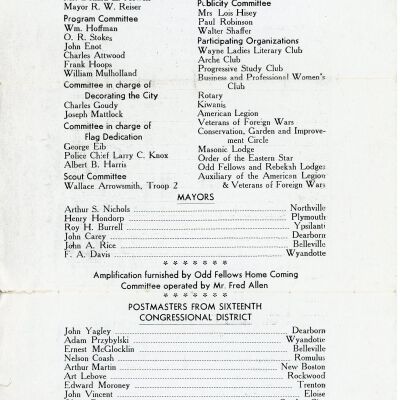 Mayor R. W. Reiser
Program Committee
Wm. Hoffman
O. R. Stokes
John Enot
Charles Attwood
Frank Hoops
William Mulholland
Committee in charge of
Decorating the City
Charles Goudy
Joseph Mattlock
Committee in charge of
Flag Dedication
George Eib
Police Chief Larry C. Knox
Albert B. Harris
Scout Committee
Wallace Arrowsmith, Troop 2
Publicity Committee
Mrs Lois Hisey
Paul Robinson
Walter Shaffer
Participating Organizations
Wayne Ladies Literary Club
Arche Club
Progressive Study Club
Business and Professional Women's
Club
Rotary
Kiwanis
American Legion
Veterans of Foreign Wars
Conservation, Garden and Improve-
ment Circle
Masonic Lodge
Order of the Eastern Star
Odd Fellows and Rebekah Lodges
Auxiliary of the American Legion
& Veterans of Foreign Wars
MAYORS
Arthur S. Nichols Northville
Henry Hondorp Plymouth
Roy H. Burrell Ypsilanti
John Carey Dearborn
John A. Rice Belleville
F. A. Davis Wyandotte
* * * * * * *
Amplification furnished by Odd Fellows Home Coming
Committee operated by Mr. Fred Allen
* * * * * * *
POSTMASTERS FROM SIXTEENTH
CONGRESSIONAL DISTRICT
John Yagley Dearborn
Adam Przybylski Wyandotte
Ernest McGlocklin Belleville
Nelson Coash Romulus
Arthur Martin New Boston
Art Lebove Rockwood
Edward Moroney Trenton
John Vincent Eloise